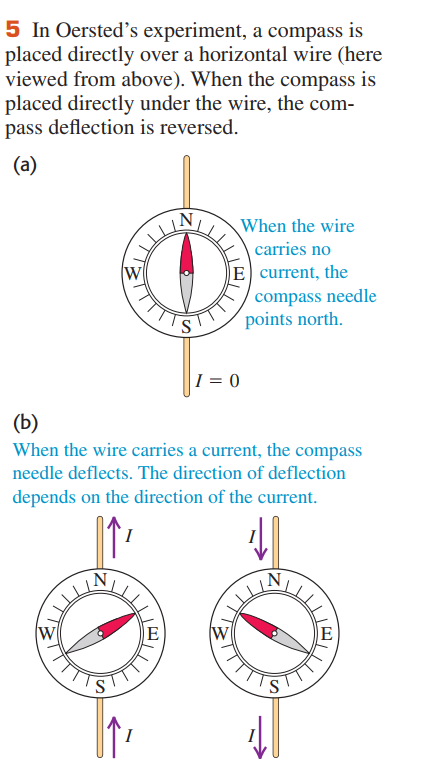 5 In Oersted’s experiment, a compass is
placed directly over a horizontal wire (here
viewed from above). When the compass is
placed directly under the wire, the com-
pass deflection is reversed.
(a)
N
W
E
S
When the wire
carries no
current, the
compass needle
points north.
I = 0
(b)
When the wire carries a current, the compass
needle deflects. The direction of deflection
depends on the direction of the current.
I
I
N
N
W
E
W
E
S
S
I
I